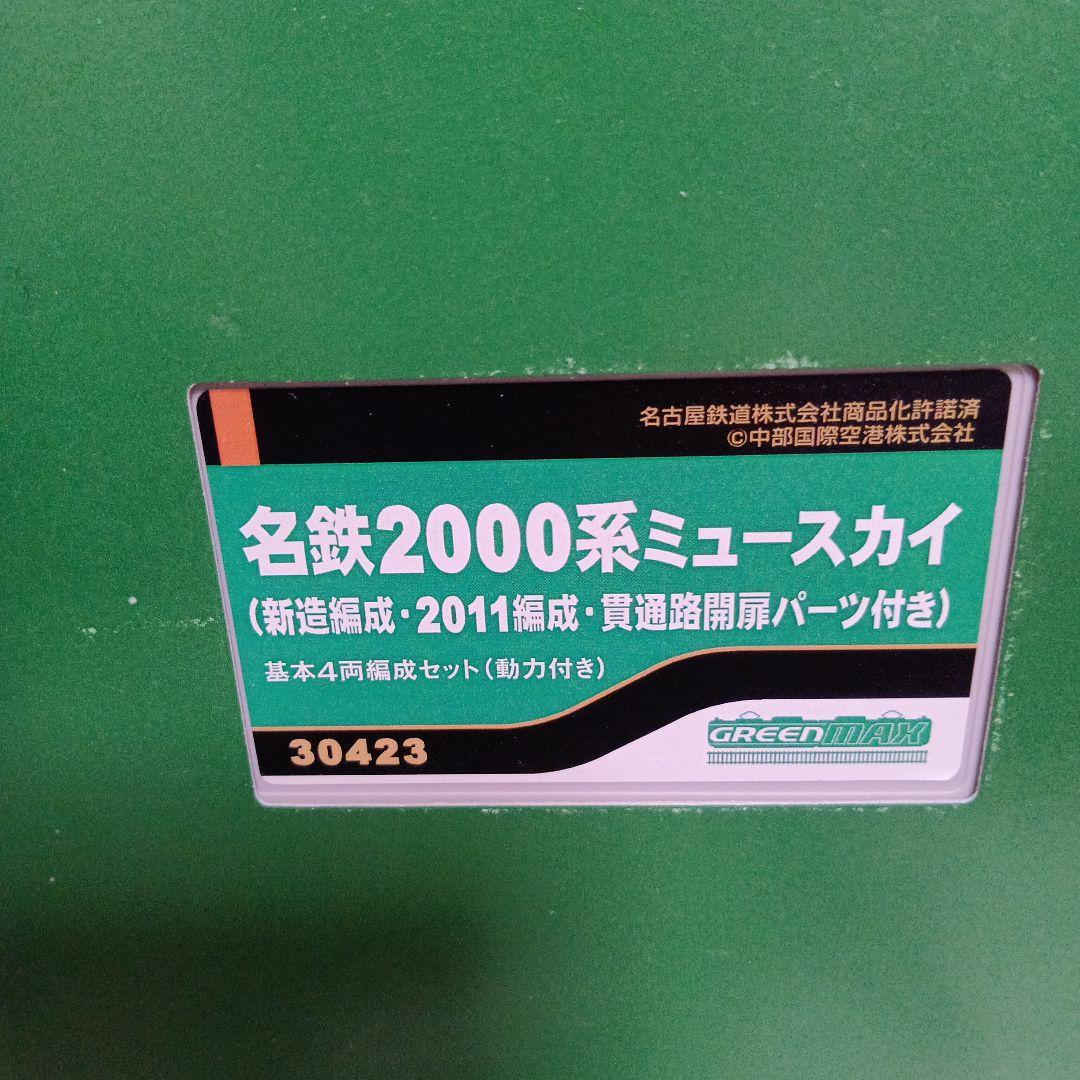 名古屋鉄道株式会社商品化許諾済
©中部国際空港株式会社
名鉄2000系ミュースカイ
(新造編成・2011編成・貫通路開扉パーツ付き)
基本4両編成セット(動力付き)
30423
GREENMAX